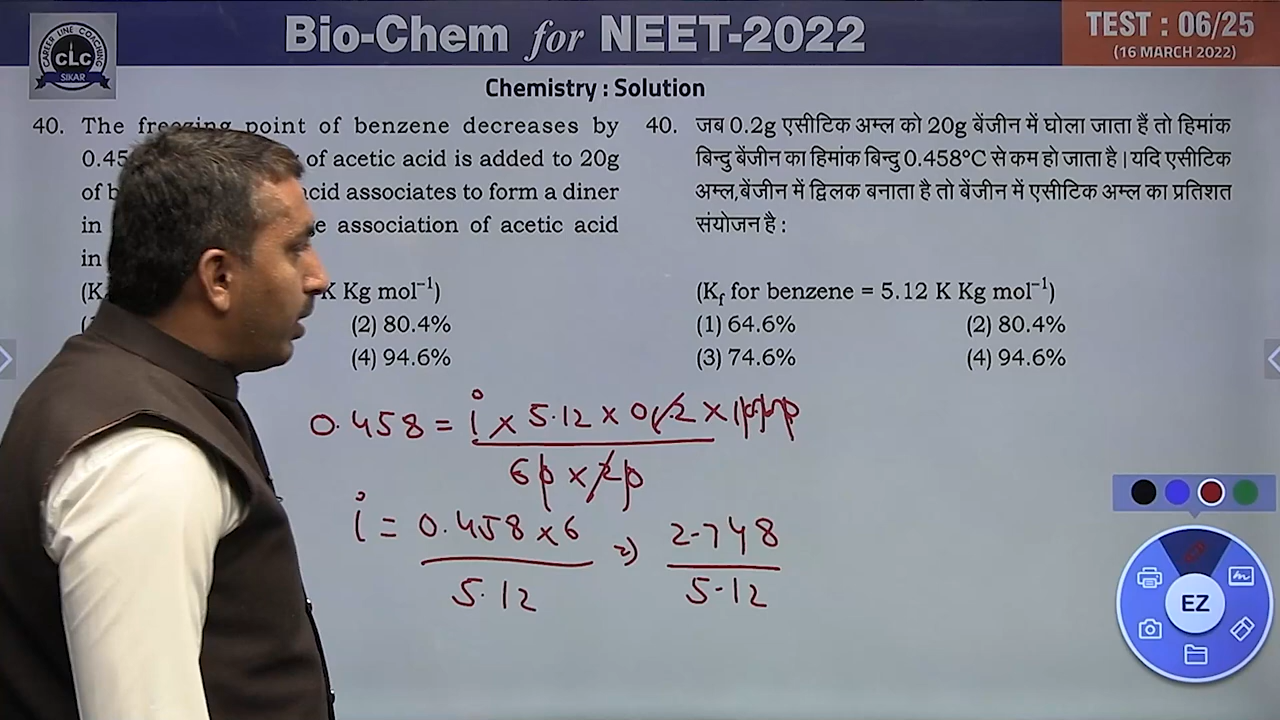 CAREER LINE COACHING
CLC
SIKAR
Bio-Chem for NEET-2022
TEST : 06/25
(16 MARCH 2022)
Chemistry : Solution
40. The freezing point of benzene decreases by
0.45 of acetic acid is added to 20g
of b acid associates to form a diner
in e association of acetic acid
in
(K K Kg mol⁻¹)
(2) 80.4%
(4) 94.6%
40. जब 0.2g एसीटिक अम्ल को 20g बेंजीन में घोला जाता हैं तो हिमांक
बिन्दु बेंजीन का हिमांक बिन्दु 0.458°C से कम हो जाता है। यदि एसीटिक
अम्ल,बेंजीन में द्विलक बनाता है तो बेंजीन में एसीटिक अम्ल का प्रतिशत
संयोजन है :
(Kf for benzene = 5.12 K Kg mol⁻¹)
(1) 64.6% (2) 80.4%
(3) 74.6% (4) 94.6%
0.458 = i × 5.12 × 0.2 × 1000
60 × 20
i = 0.458 × 6 ⇒ 2.748
5.12 5.12
EZ